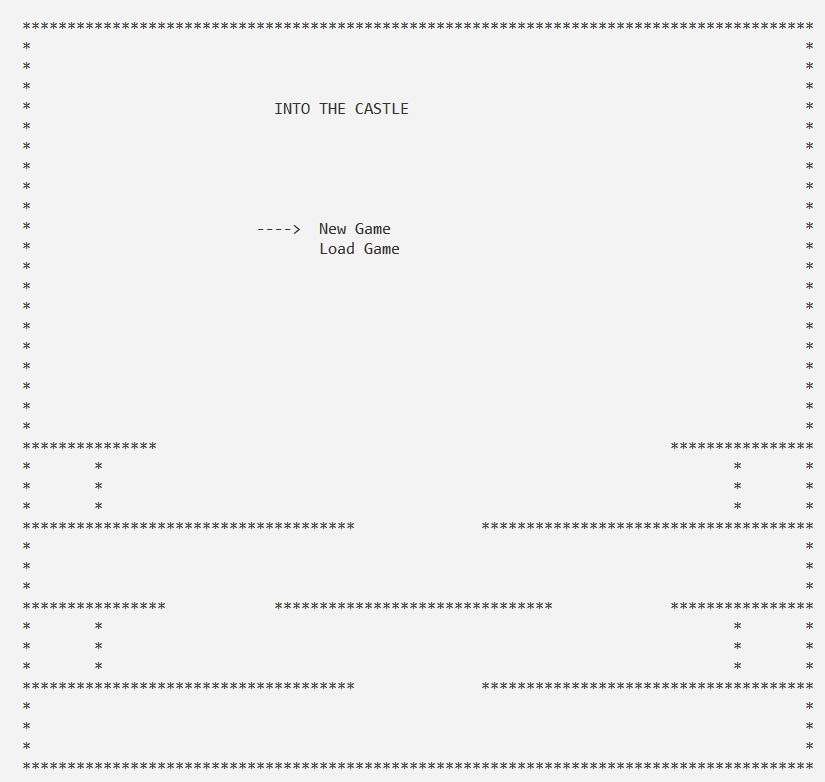 INTO THE CASTLE
----> New Game
Load Game